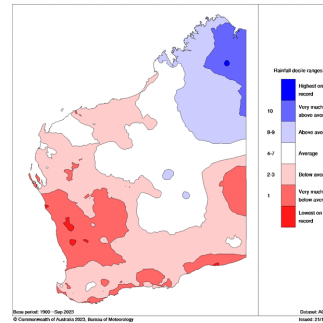 Rainfall decile ranges
Highest on
record
10
Very much
above ave
8-9
Above ave
4-7
Average
2-3
Below ave
1
Very much
below ave
Lowest on
record
Base period: 1900-Sep 2023
© Commonwealth of Australia 2023, Bureau of Meteorology
Issued: 21/1